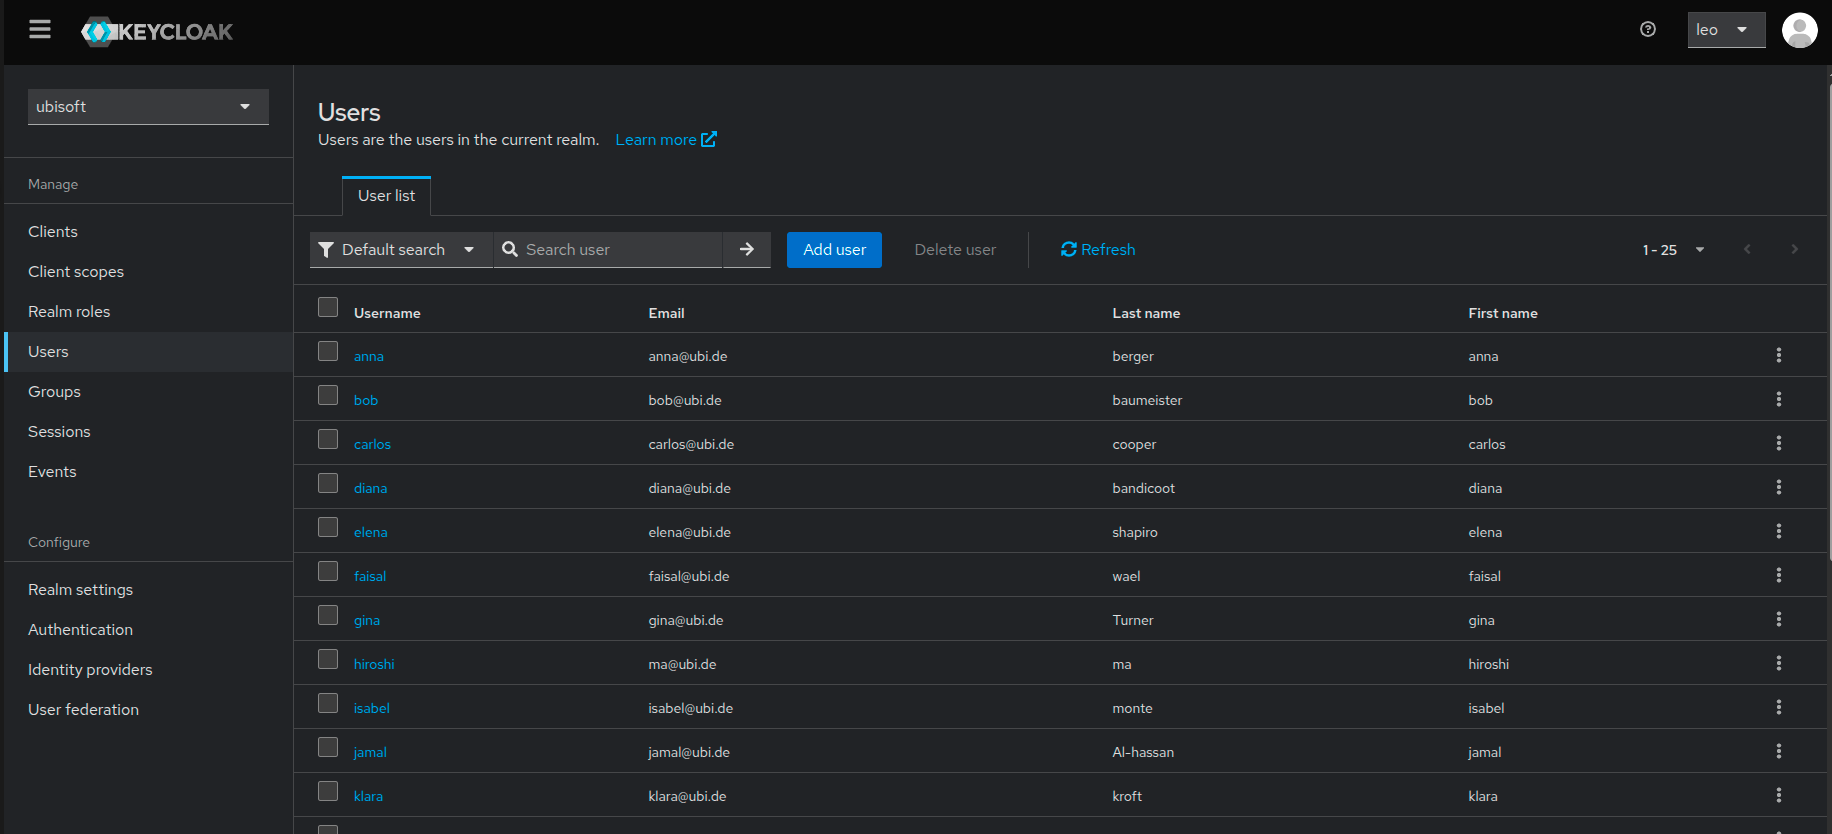 KEYCLOAK
leo
ubisoft
Manage
Clients
Client scopes
Realm roles
Users
Groups
Sessions
Events
Configure
Realm settings
Authentication
Identity providers
User federation
Users
Users are the users in the current realm. Learn more
User list
Default search Search user Add user Delete user Refresh 1 - 25
Username Email Last name First name
anna anna@ubi.de berger anna
bob bob@ubi.de baumeister bob
carlos carlos@ubi.de cooper carlos
diana diana@ubi.de bandicoot diana
elena elena@ubi.de shapiro elena
faisal faisal@ubi.de wael faisal
gina gina@ubi.de Turner gina
hiroshi ma@ubi.de ma hiroshi
isabel isabel@ubi.de monte isabel
jamal jamal@ubi.de Al-hassan jamal
klara klara@ubi.de kroft klara